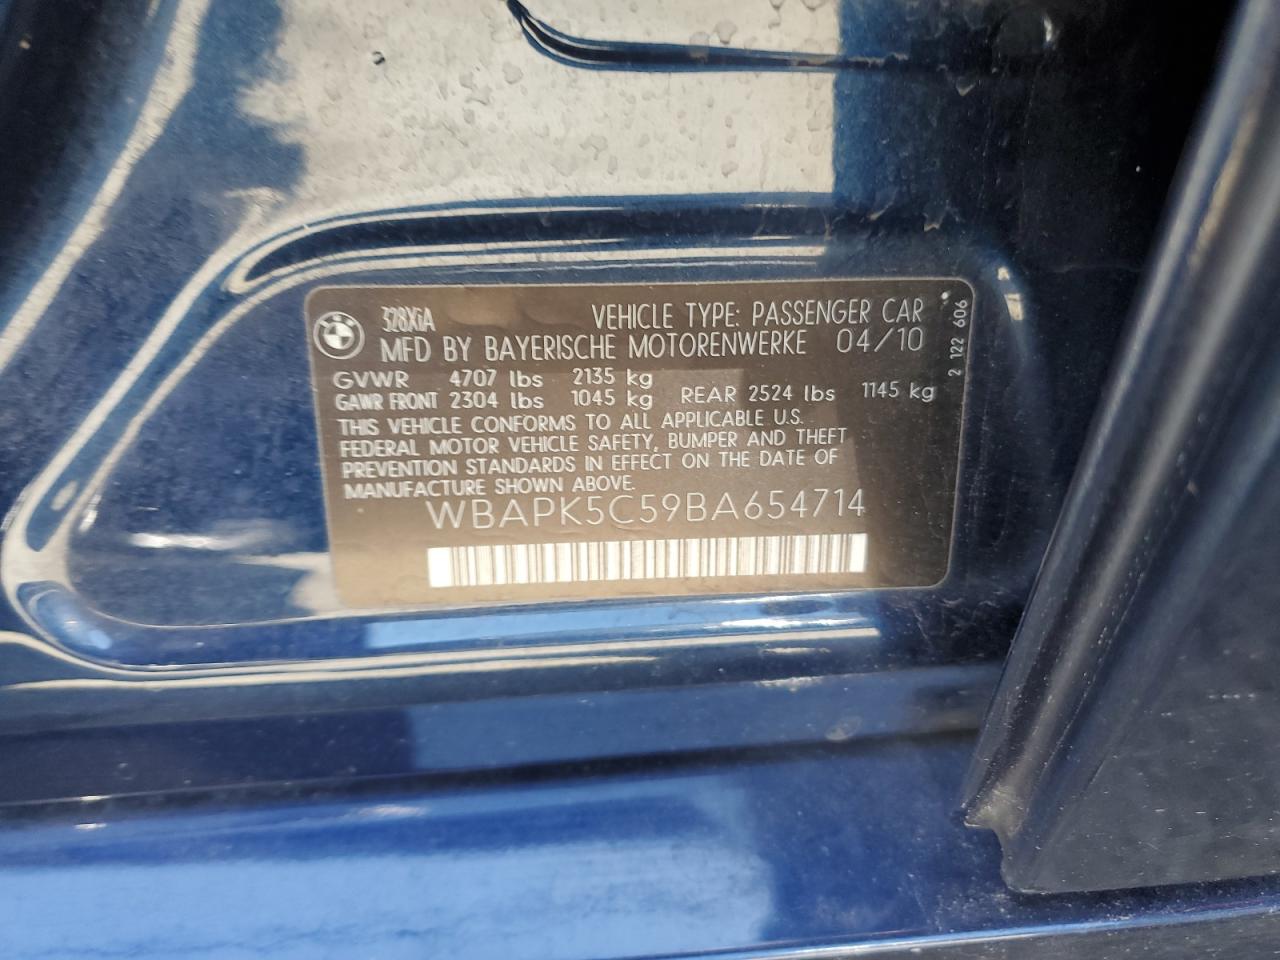 328XiA VEHICLE TYPE: PASSENGER CAR
MFD BY BAYERISCHE MOTORENWERKE 04/10
GVWR 4707 lbs 2135 kg
GAWR FRONT 2304 lbs 1045 kg REAR 2524 lbs 1145 kg
THIS VEHICLE CONFORMS TO ALL APPLICABLE U.S.
FEDERAL MOTOR VEHICLE SAFETY, BUMPER AND THEFT
PREVENTION STANDARDS IN EFFECT ON THE DATE OF
MANUFACTURE SHOWN ABOVE.
WBAPK5C59BA654714
2 122 606
BMW